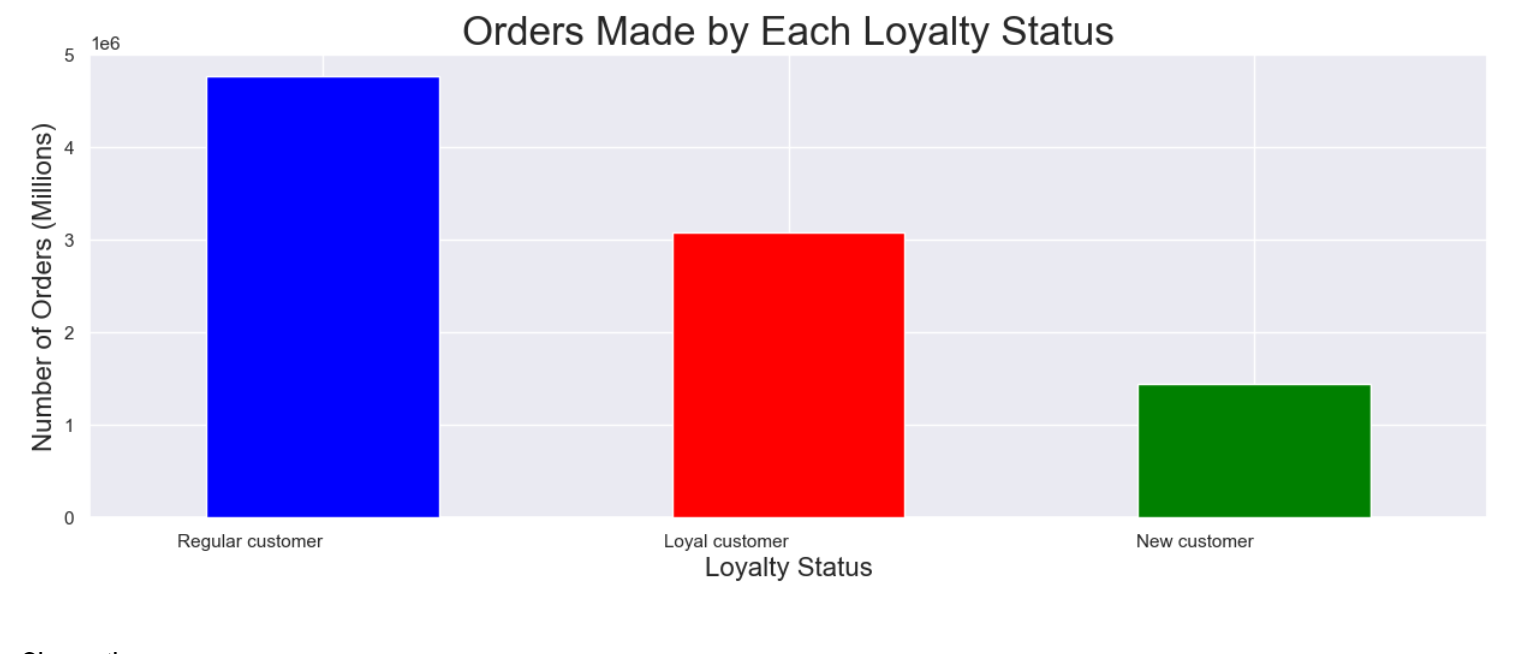 Orders Made by Each Loyalty Status
1e6
5
4
3
2
1
0
Number of Orders (Millions)
Regular customer Loyal customer New customer
Loyalty Status